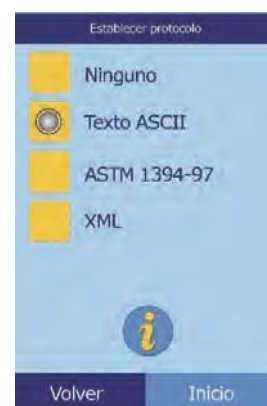 Establecer protocolo
Ninguno
Texto ASCII
ASTM 1394-97
XML
i
Volver Inicio